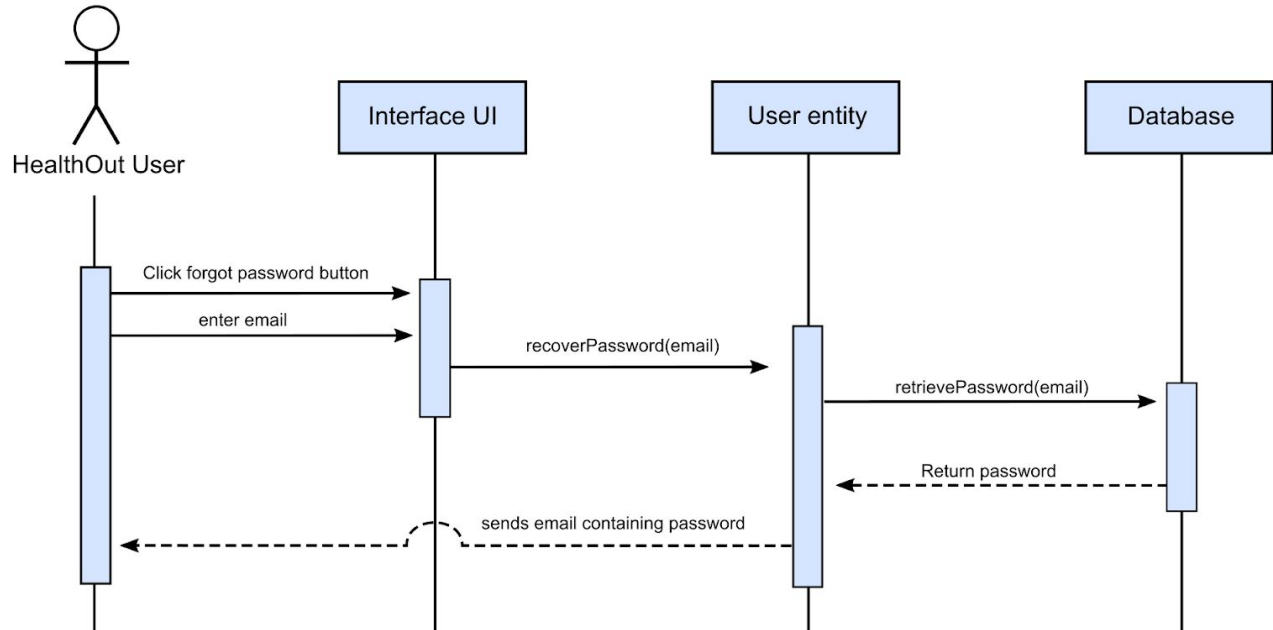 HealthOut User
Interface UI
User entity
Database
Click forgot password button
enter email
recoverPassword(email)
retrievePassword(email)
Return password
sends email containing password